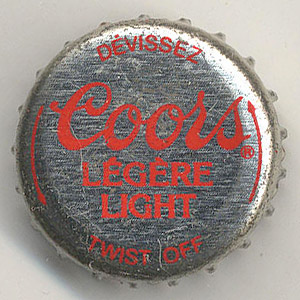 DÉVISSEZ
Coors®
LÉGÈRE
LIGHT
TWIST OFF